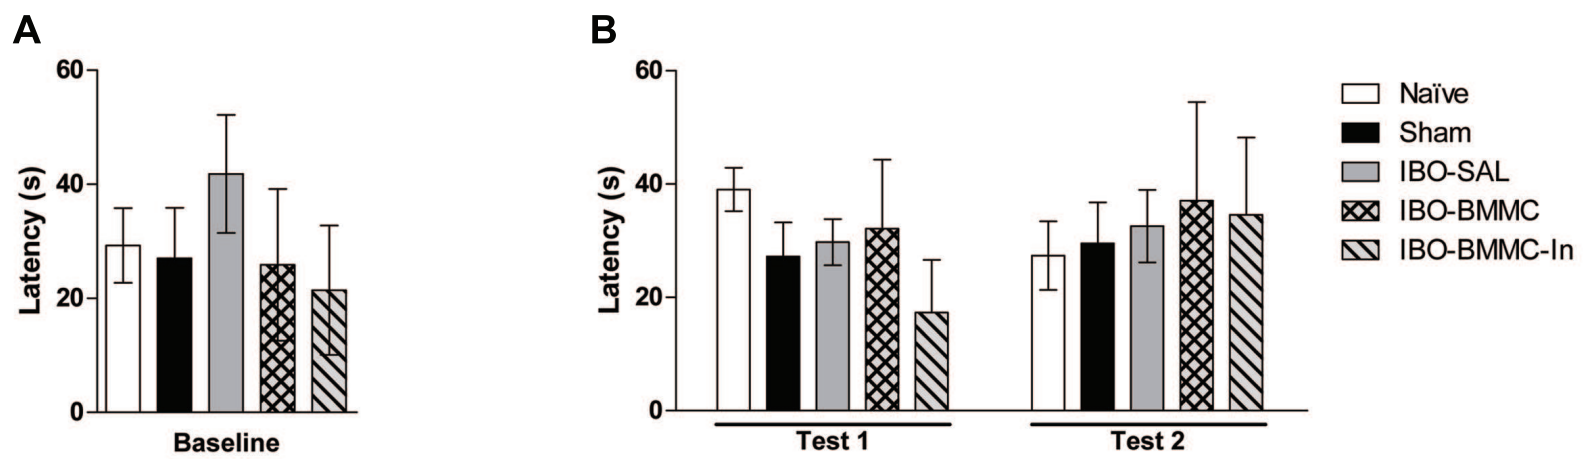 A
60
40
20
0
Latency (s)
Baseline
B
60
40
20
0
Latency (s)
Test 1
Test 2
Naïve
Sham
IBO-SAL
IBO-BMMC
IBO-BMMC-In